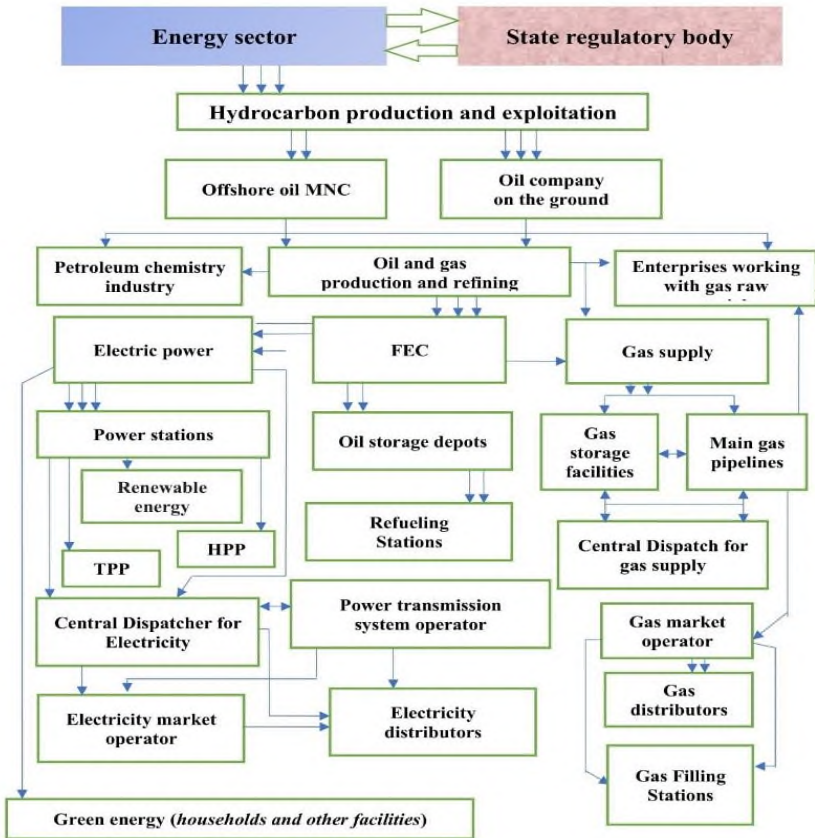 Energy sector
State regulatory body
Hydrocarbon production and exploitation
Offshore oil MNC
Oil company
on the ground
Petroleum chemistry
industry
Oil and gas
production and refining
Enterprises working
with gas raw
Electric power
FEC
Gas supply
Power stations
Oil storage depots
Gas
storage
facilities
Main gas
pipelines
Renewable
energy
Refueling
Stations
HPP
TPP
Central Dispatch for
gas supply
Central Dispatcher for
Electricity
Power transmission
system operator
Gas market
operator
Electricity market
operator
Electricity
distributors
Gas
distributors
Gas Filling
Stations
Green energy (households and other facilities)